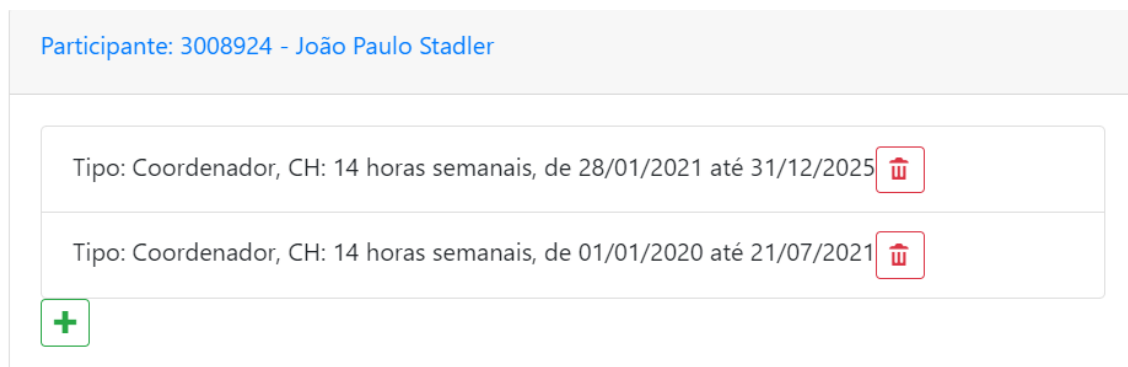 Participante: 3008924 - João Paulo Stadler
Tipo: Coordenador, CH: 14 horas semanais, de 28/01/2021 até 31/12/2025
Tipo: Coordenador, CH: 14 horas semanais, de 01/01/2020 até 21/07/2021